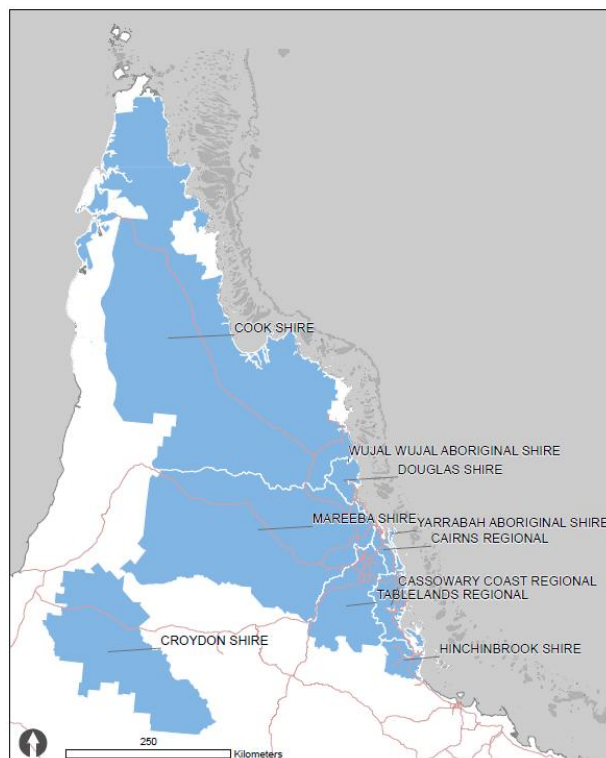 COOK SHIRE
WUJAL WUJAL ABORIGINAL SHIRE
DOUGLAS SHIRE
MAREEBA SHIRE
YARRABAH ABORIGINAL SHIRE
CAIRNS REGIONAL
CASSOWARY COAST REGIONAL
TABLELANDS REGIONAL
CROYDON SHIRE
HINCHINBROOK SHIRE
250
Kilometers